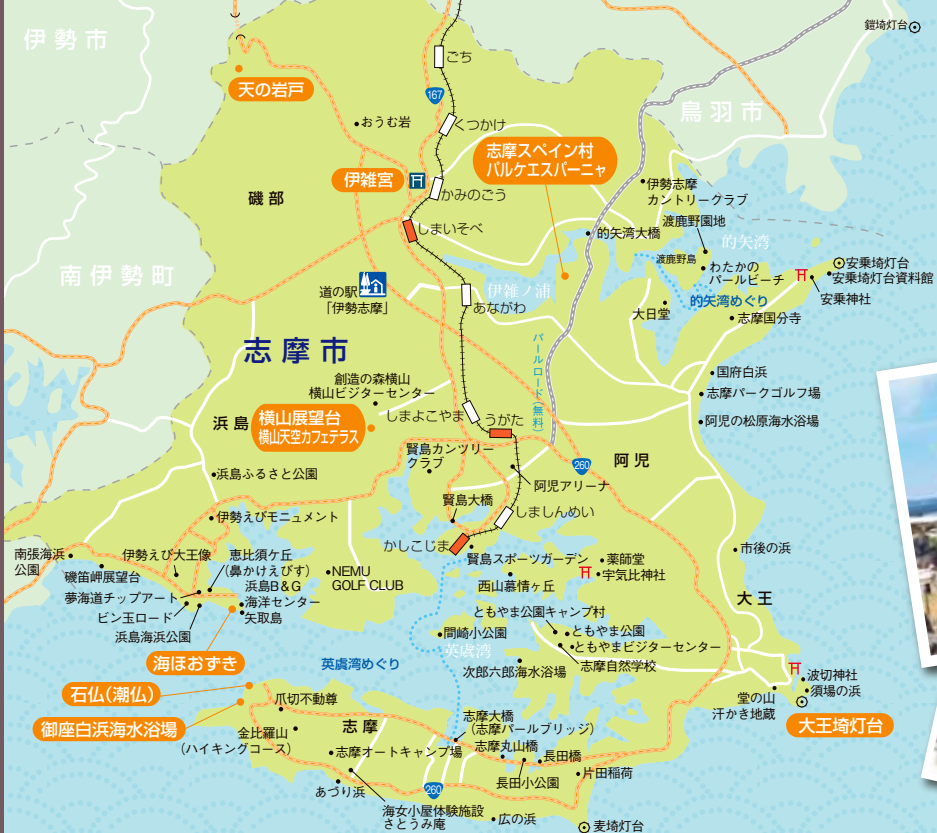 伊勢市
鎧埼灯台
ごち
天の岩戸
167
鳥羽市
おうむ岩
くつかけ
志摩スペイン村
パルケエスパーニャ
伊雑宮
かみのごう
磯部
伊勢志摩
カントリークラブ
渡鹿野園地
しまいそべ
的矢湾大橋
的矢湾
渡鹿野島
わたかの
パールビーチ
安乗埼灯台
安乗埼灯台資料館
安乗神社
南伊勢町
道の駅
「伊勢志摩」
伊雑ノ浦
あながわ
的矢湾めぐり
大日堂
志摩国分寺
志摩市
パールロード(無料)
国府白浜
志摩パークゴルフ場
阿児の松原海水浴場
創造の森横山
横山ビジターセンター
しまよこやま
うがた
浜島
横山展望台
横山天空カフェテラス
賢島カンツリー
クラブ
260
阿児
浜島ふるさと公園
阿児アリーナ
賢島大橋
しましんめい
伊勢えびモニュメント
かしこじま
南張海浜
公園
伊勢えび大王像
恵比須ケ丘
(鼻かけえびす)
磯笛岬展望台
夢海道チップアート
ビン玉ロード
浜島海浜公園
浜島B&G
海洋センター
矢取島
NEMU
GOLF CLUB
賢島スポーツガーデン
薬師堂
宇気比神社
西山慕情ヶ丘
市後の浜
大王
ともやま公園キャンプ村
ともやま公園
ともやまビジターセンター
志摩自然学校
間崎小公園
英虞湾
英虞湾めぐり
次郎六郎海水浴場
海ほおずき
石仏(潮仏)
御座白浜海水浴場
爪切不動尊
金比羅山
(ハイキングコース)
志摩
志摩オートキャンプ場
志摩大橋
(志摩パールブリッジ)
志摩丸山橋
長田橋
長田小公園
片田稲荷
波切神社
須場の浜
堂の山
汗かき地蔵
大王埼灯台
あづり浜
260
海女小屋体験施設
さとうみ庵
広の浜
麦埼灯台